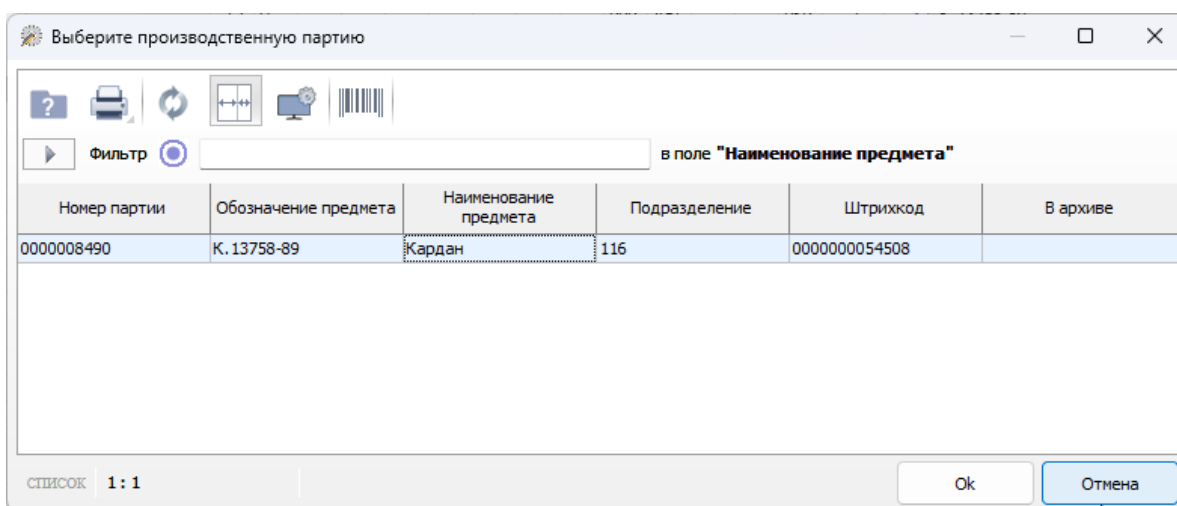 Выберите производственную партию
Фильтр в поле "Наименование предмета"
Номер партии Обозначение предмета Наименование предмета Подразделение Штрихкод В архиве
0000008490 К.13758-89 Кардан 116 0000000054508
список 1:1 Ok Отмена